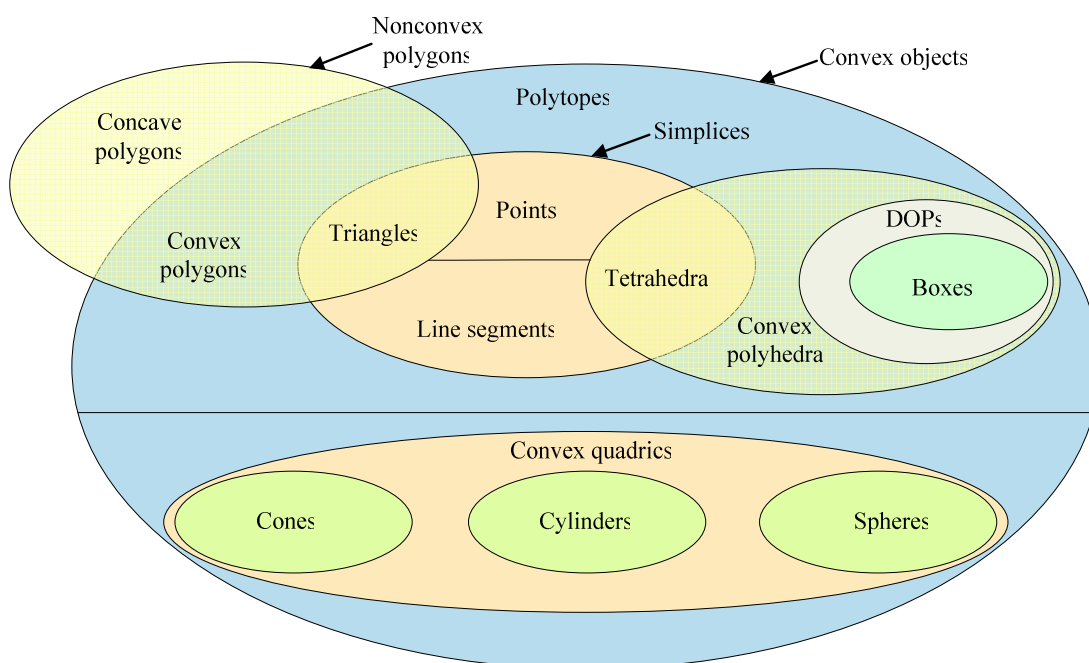 Nonconvex
polygons
Convex objects
Polytopes
Concave
polygons
Simplices
Points
DOPs
Triangles
Convex
polygons
Tetrahedra
Boxes
Line segments
Convex
polyhedra
Convex quadrics
Cones
Cylinders
Spheres